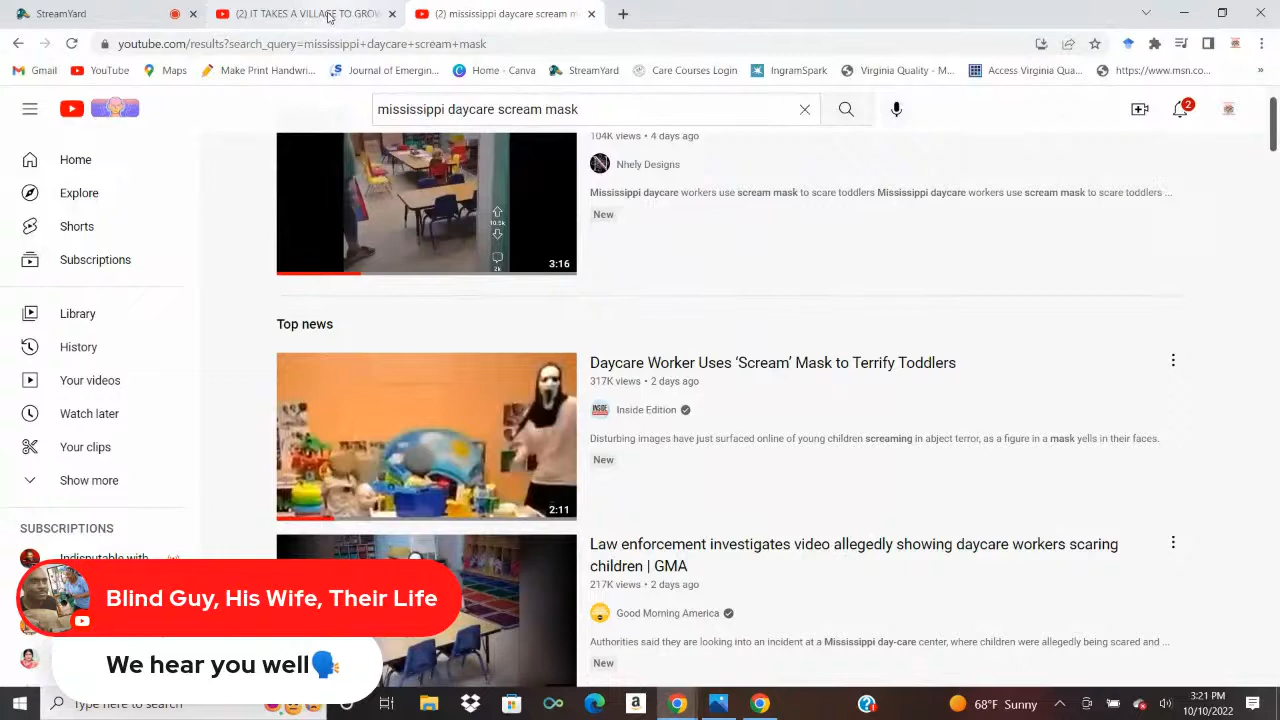 StreamYard
(2) IT TAKES A VILLAGE TO GROW
(2) mississippi daycare scream m
youtube.com/results?search_query=mississippi+daycare+scream+mask
Gmail
YouTube
Maps
Make Print Handwri...
Journal of Emergin...
Home - Canva
StreamYard
Care Courses Login
IngramSpark
Virginia Quality - M...
Access Virginia Qua...
https://www.msn.co...
»
mississippi daycare scream mask
2
Home
Explore
Shorts
Subscriptions
Library
History
Your videos
Watch later
Your clips
Show more
SUBSCRIPTIONS
Indisputable with
104K views • 4 days ago
Nhely Designs
Mississippi daycare workers use scream mask to scare toddlers Mississippi daycare workers use scream mask to scare toddlers ...
New
10.5k
2k
3:16
Top news
Daycare Worker Uses ‘Scream’ Mask to Terrify Toddlers
317K views • 2 days ago
INSIDE EDITION
Inside Edition
Disturbing images have just surfaced online of young children screaming in abject terror, as a figure in a mask yells in their faces.
New
2:11
Law enforcement investigates video allegedly showing daycare workers scaring
children | GMA
217K views • 2 days ago
Good Morning America
Authorities said they are looking into an incident at a Mississippi day-care center, where children were allegedly being scared and ...
New
Blind Guy, His Wife, Their Life
We hear you well🗣️
Type here to search
68°F Sunny
3:21 PM
10/10/2022